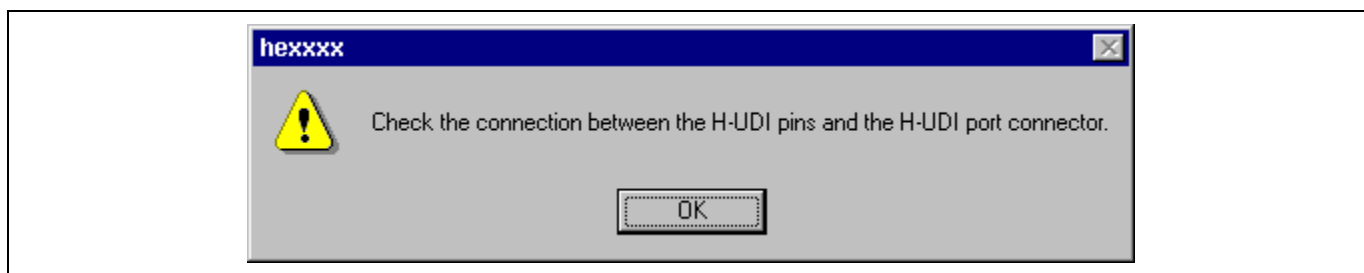 hexxxx
Check the connection between the H-UDI pins and the H-UDI port connector.
OK